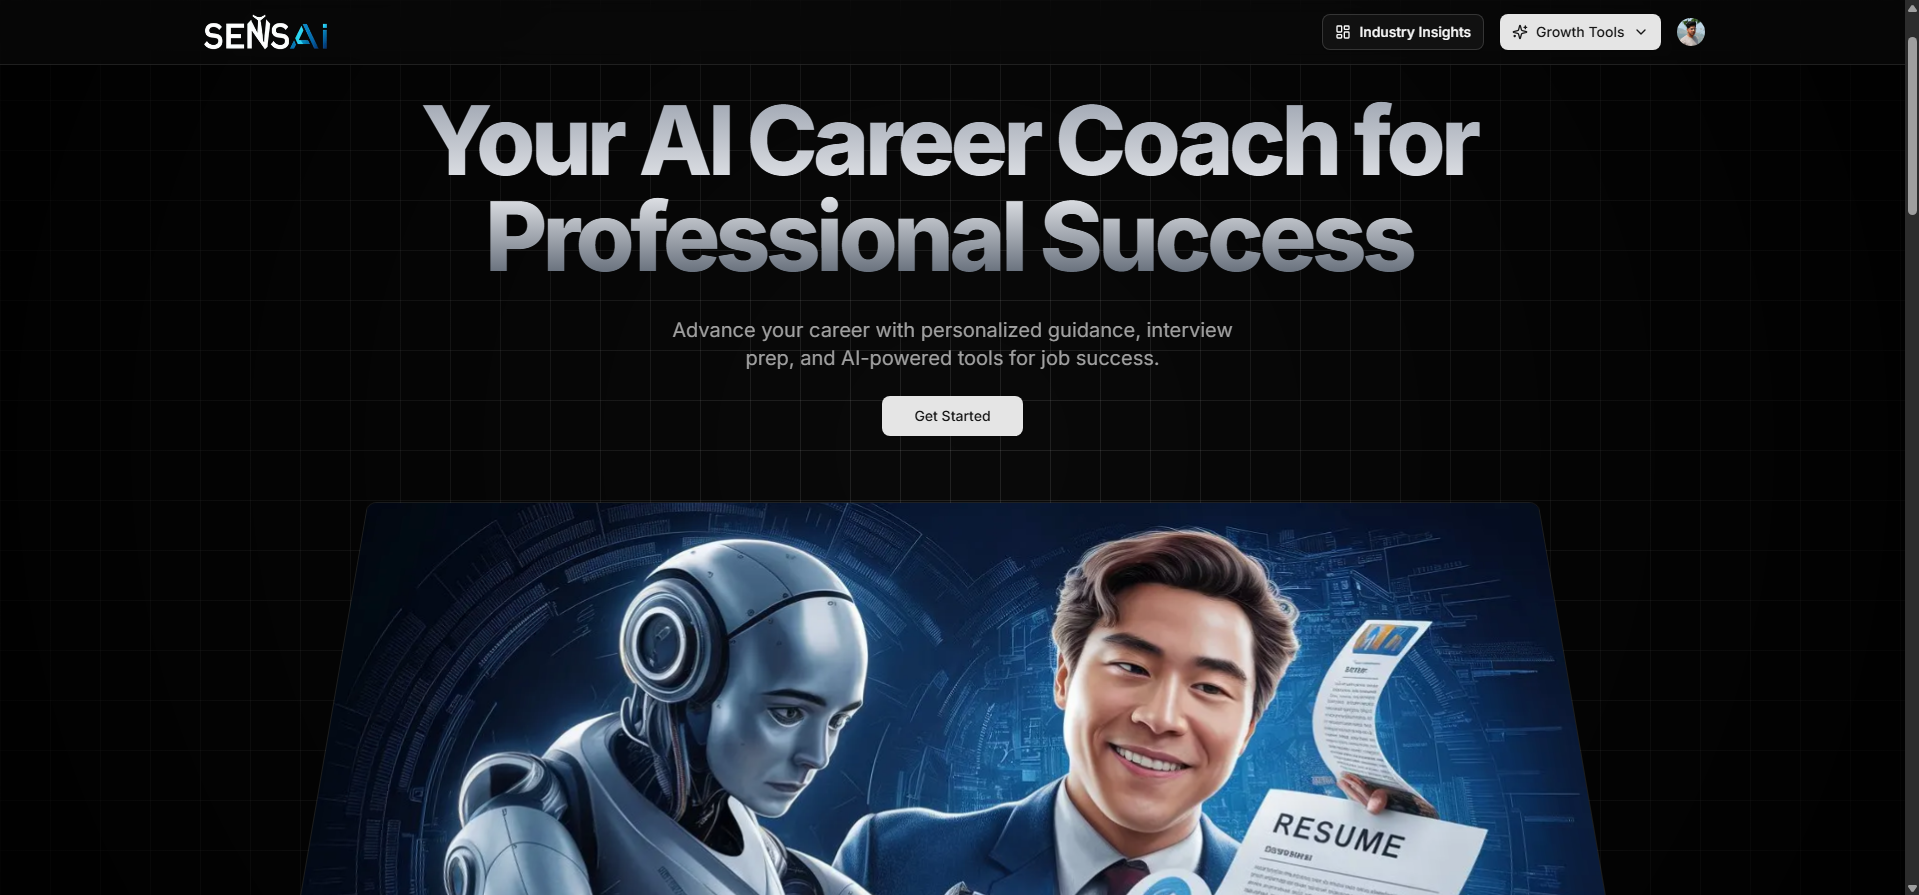 SENSAi
Industry Insights
Growth Tools
Your AI Career Coach for
Professional Success
Advance your career with personalized guidance, interview
prep, and AI-powered tools for job success.
Get Started
RESUME